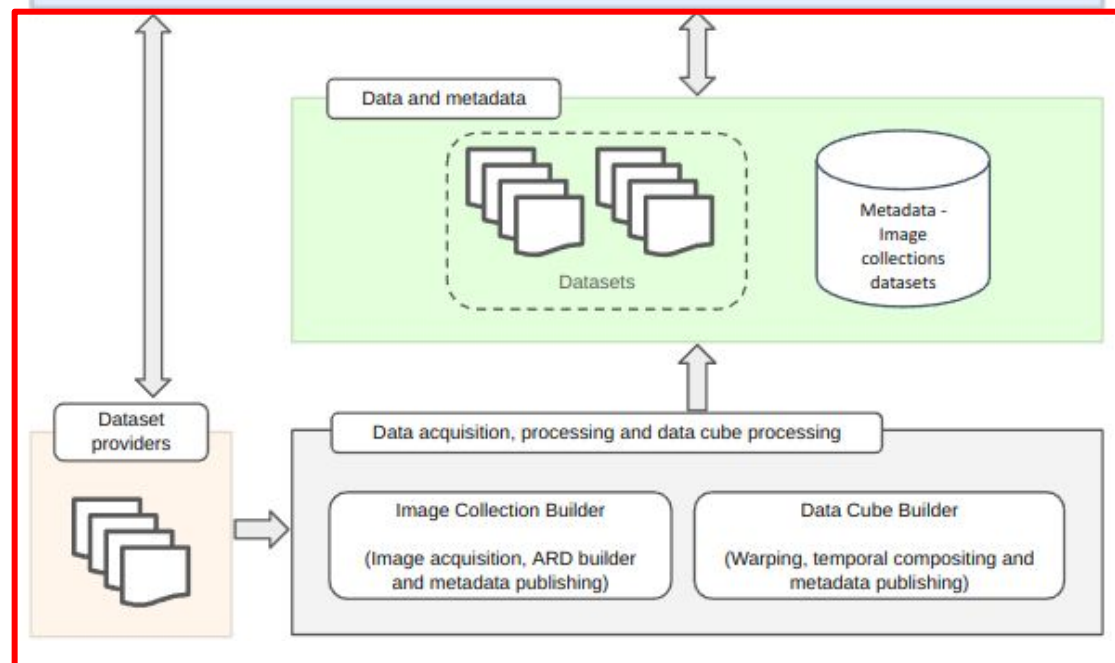 Data and metadata
Datasets
Metadata -
Image
collections
datasets
Dataset
providers
Data acquisition, processing and data cube processing
Image Collection Builder
(Image acquisition, ARD builder
and metadata publishing)
Data Cube Builder
(Warping, temporal compositing and
metadata publishing)